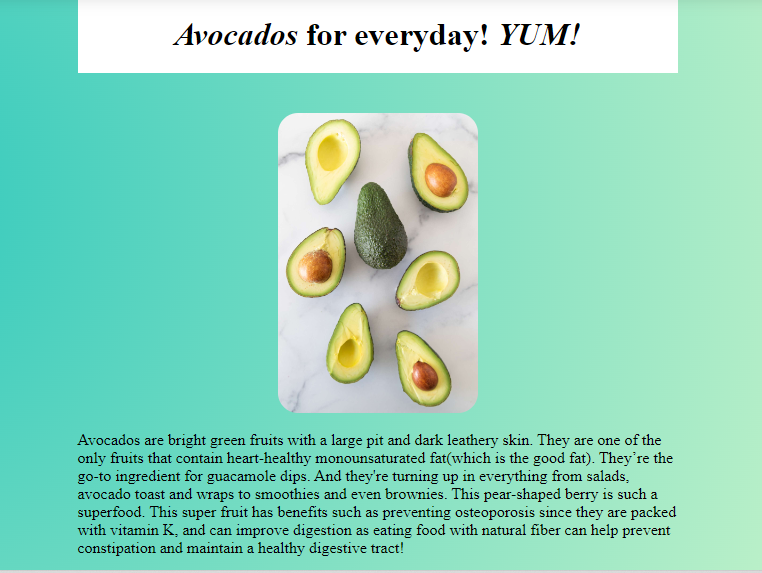 Avocados for everyday! YUM!
Avocados are bright green fruits with a large pit and dark leathery skin. They are one of the
only fruits that contain heart-healthy monounsaturated fat(which is the good fat). They’re the
go-to ingredient for guacamole dips. And they're turning up in everything from salads,
avocado toast and wraps to smoothies and even brownies. This pear-shaped berry is such a
superfood. This super fruit has benefits such as preventing osteoporosis since they are packed
with vitamin K, and can improve digestion as eating food with natural fiber can help prevent
constipation and maintain a healthy digestive tract!